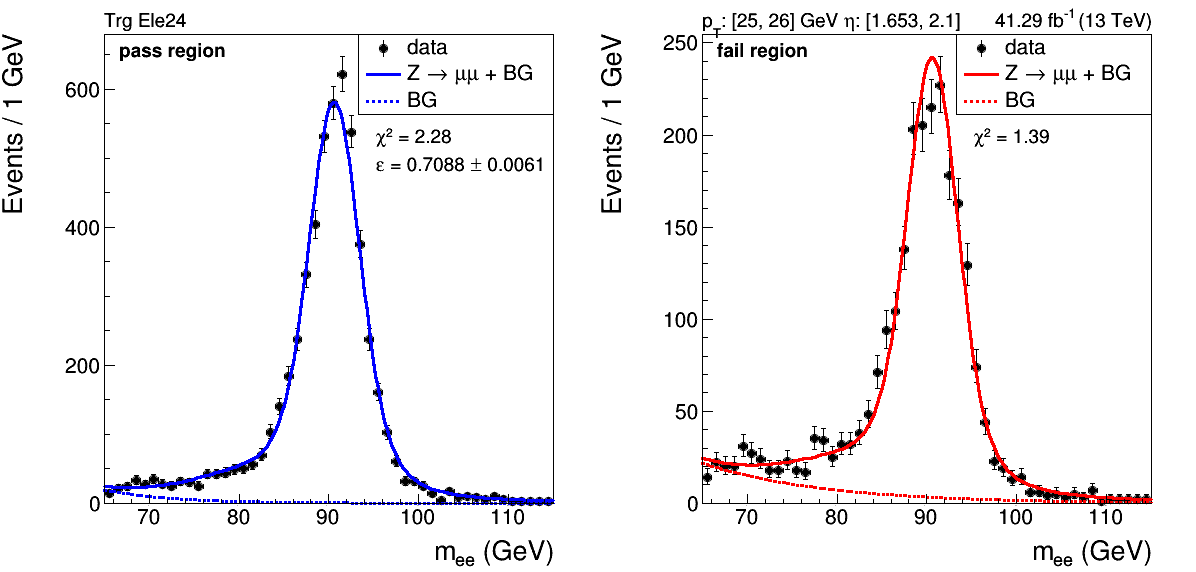 Trg Ele24
pass region
data
Z → μμ + BG
BG
χ² = 2.28
ε = 0.7088 ± 0.0061
Events / 1 GeV
600
400
200
0
70 80 90 100 110
m_ee (GeV)
p_T: [25, 26] GeV η: [1.653, 2.1] 41.29 fb⁻¹ (13 TeV)
fail region
data
Z → μμ + BG
BG
χ² = 1.39
Events / 1 GeV
250
200
150
100
50
0
70 80 90 100 110
m_ee (GeV)